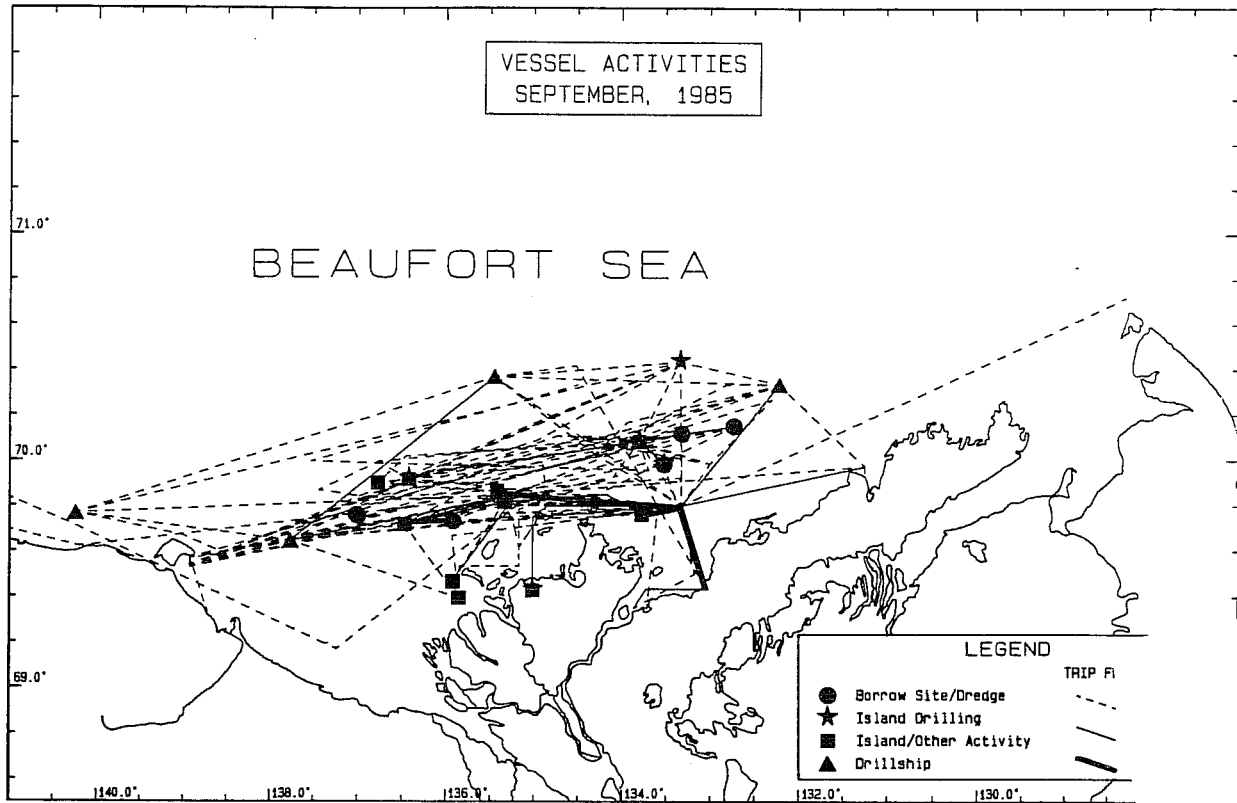 VESSEL ACTIVITIES
SEPTEMBER, 1985
71.0°
BEAUFORT SEA
70.0°
69.0°
LEGEND
TRIP
Borrow Site/Dredge
Island Drilling
Island/Other Activity
Drillship
140.0° 138.0° 136.0° 134.0° 132.0° 130.0°